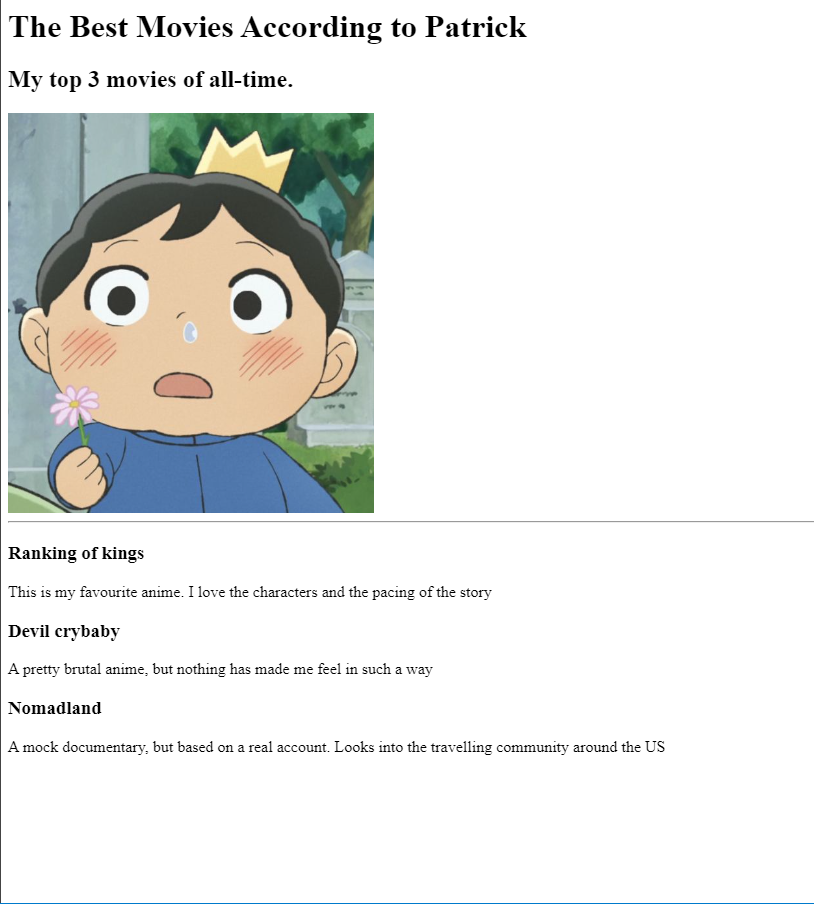 The Best Movies According to Patrick
My top 3 movies of all-time.
Ranking of kings
This is my favourite anime. I love the characters and the pacing of the story
Devil crybaby
A pretty brutal anime, but nothing has made me feel in such a way
Nomadland
A mock documentary, but based on a real account. Looks into the travelling community around the US